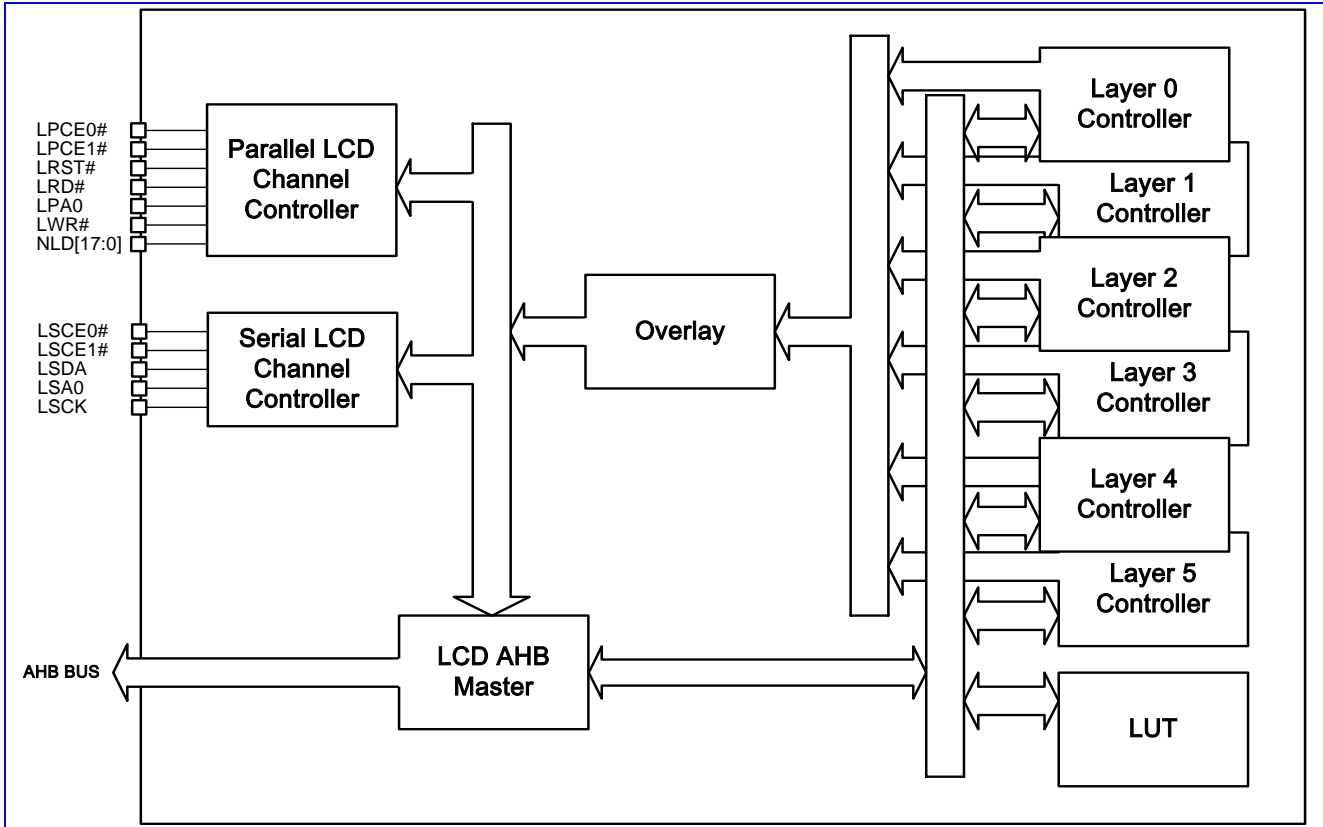 LPCE0#
LPCE1#
LRST#
LRD#
LPA0
LWR#
NLD[17:0]
Parallel LCD
Channel
Controller
LSCE0#
LSCE1#
LSDA
LSA0
LSCK
Serial LCD
Channel
Controller
Overlay
Layer 0
Controller
Layer 1
Controller
Layer 2
Controller
Layer 3
Controller
Layer 4
Controller
Layer 5
Controller
AHB BUS
LCD AHB
Master
LUT